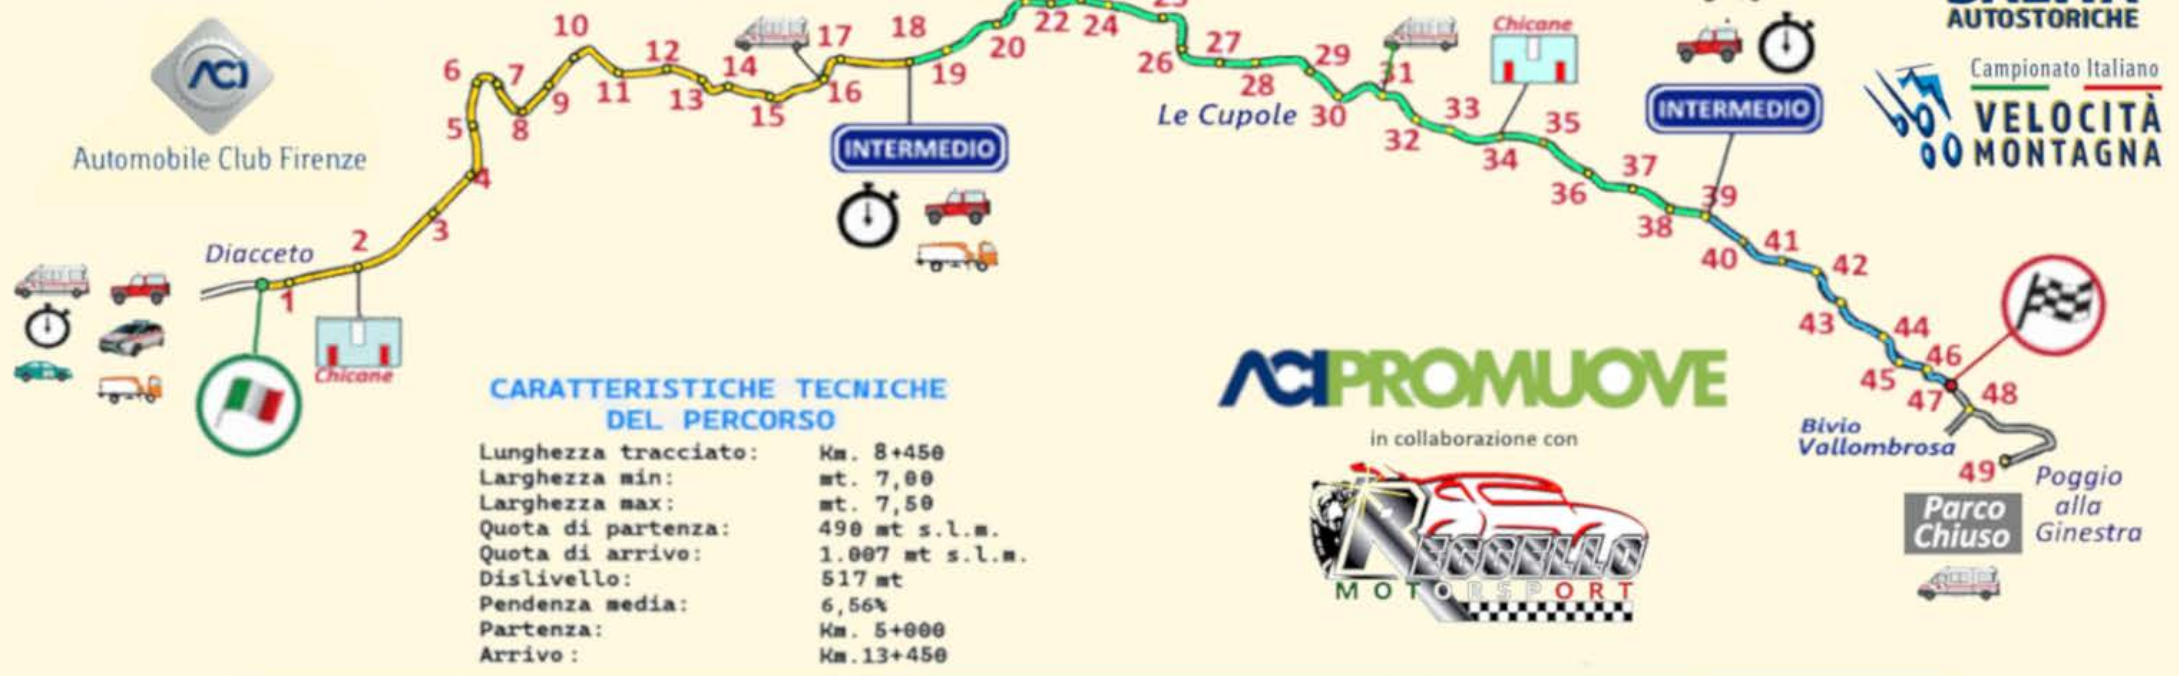 AUTOSTORICHE
ACI
Automobile Club Firenze
Campionato Italiano
VELOCITÀ
MONTAGNA
Diacceto
1
2
3
4
5
6
7
8
9
10
11
12
13
14
15
16
17
18
19
20
22
24
26
27
28
29
30
31
32
33
34
35
36
37
38
39
40
41
42
43
44
45
46
47
48
49
Chicane
INTERMEDIO
Le Cupole
Chicane
INTERMEDIO
CARATTERISTICHE TECNICHE
DEL PERCORSO
Lunghezza tracciato: Km. 8+450
Larghezza min: mt. 7,00
Larghezza max: mt. 7,50
Quota di partenza: 490 mt s.l.m.
Quota di arrivo: 1.007 mt s.l.m.
Dislivello: 517 mt
Pendenza media: 6,56%
Partenza: Km. 5+000
Arrivo: Km.13+450
ACIPROMUOVE
in collaborazione con
REGGELLO
MOTORSPORT
Bivio
Vallombrosa
Poggio
alla
Ginestra
Parco
Chiuso